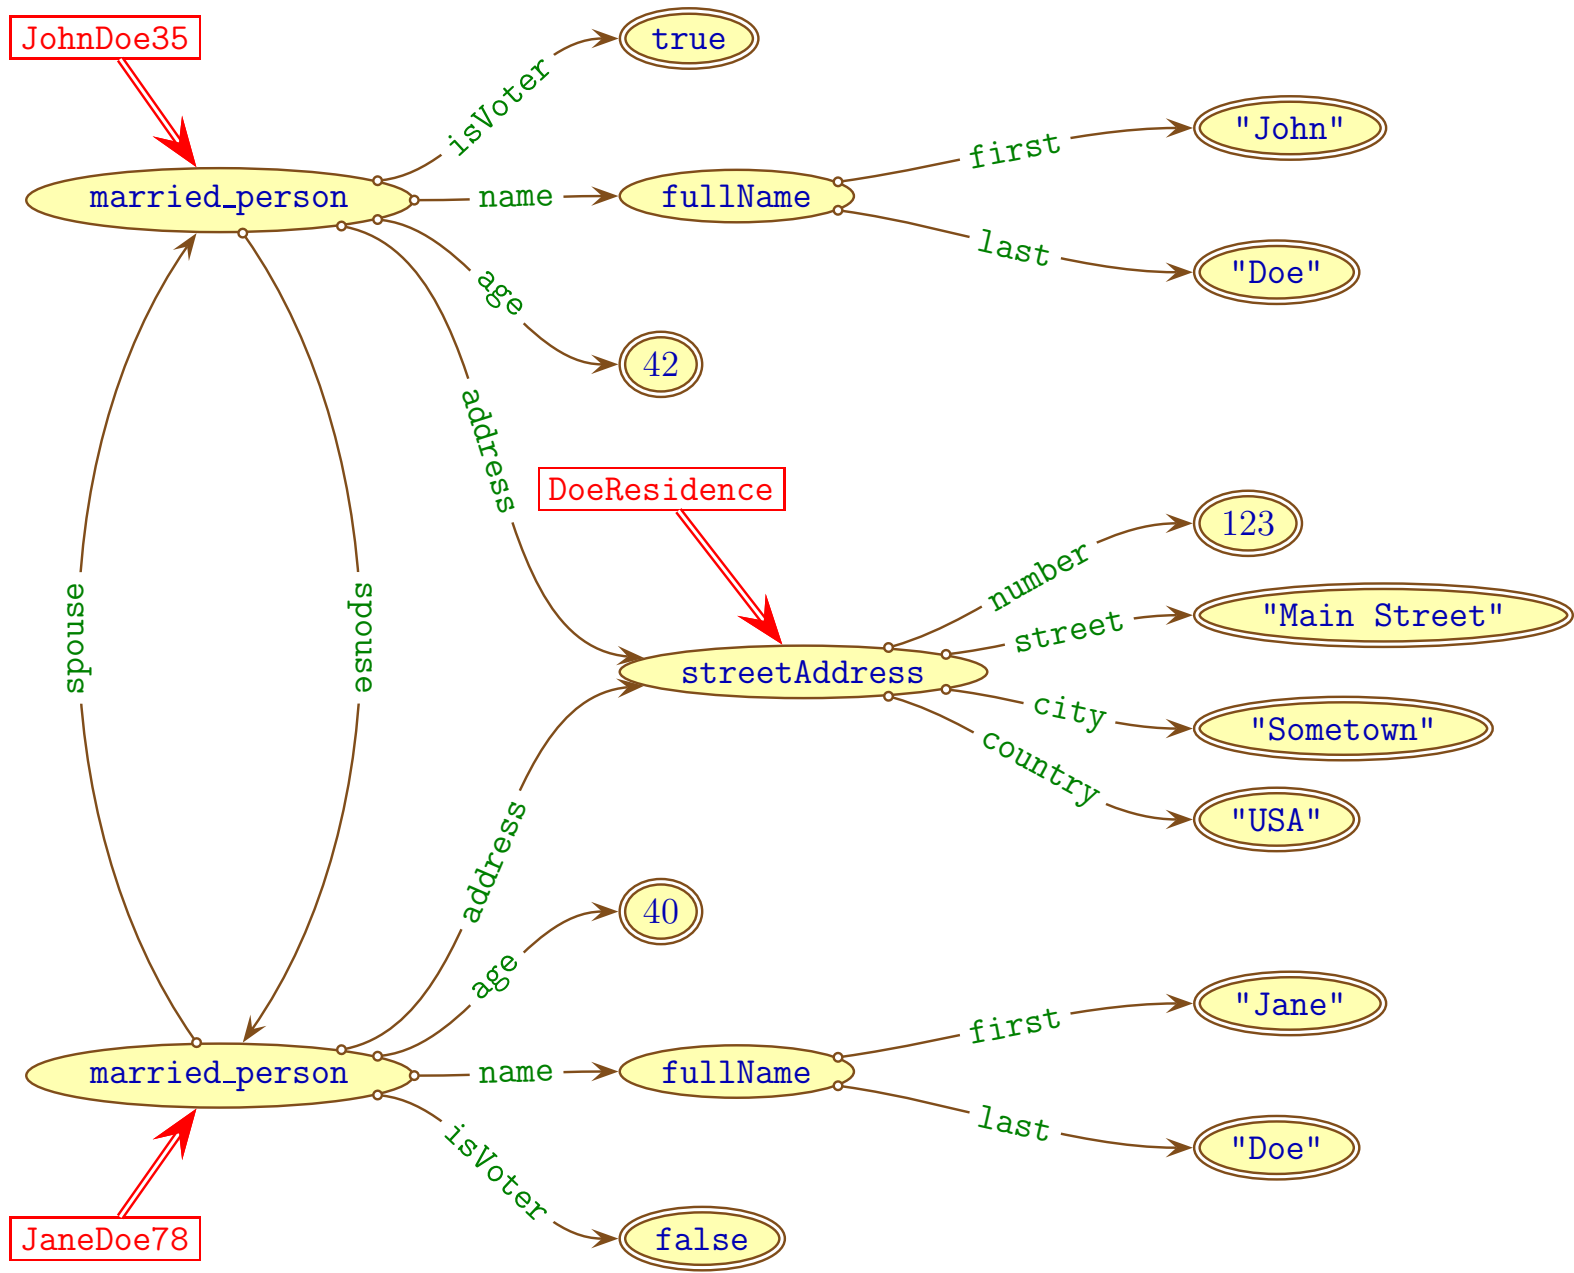 JohnDoe35
true
isVoter
"John"
first
married_person
name
fullName
last
"Doe"
age
42
address
DoeResidence
123
number
"Main Street"
street
spouse
spouse
streetAddress
city
"Sometown"
country
"USA"
address
40
age
"Jane"
first
married_person
name
fullName
last
"Doe"
isVoter
JaneDoe78
false